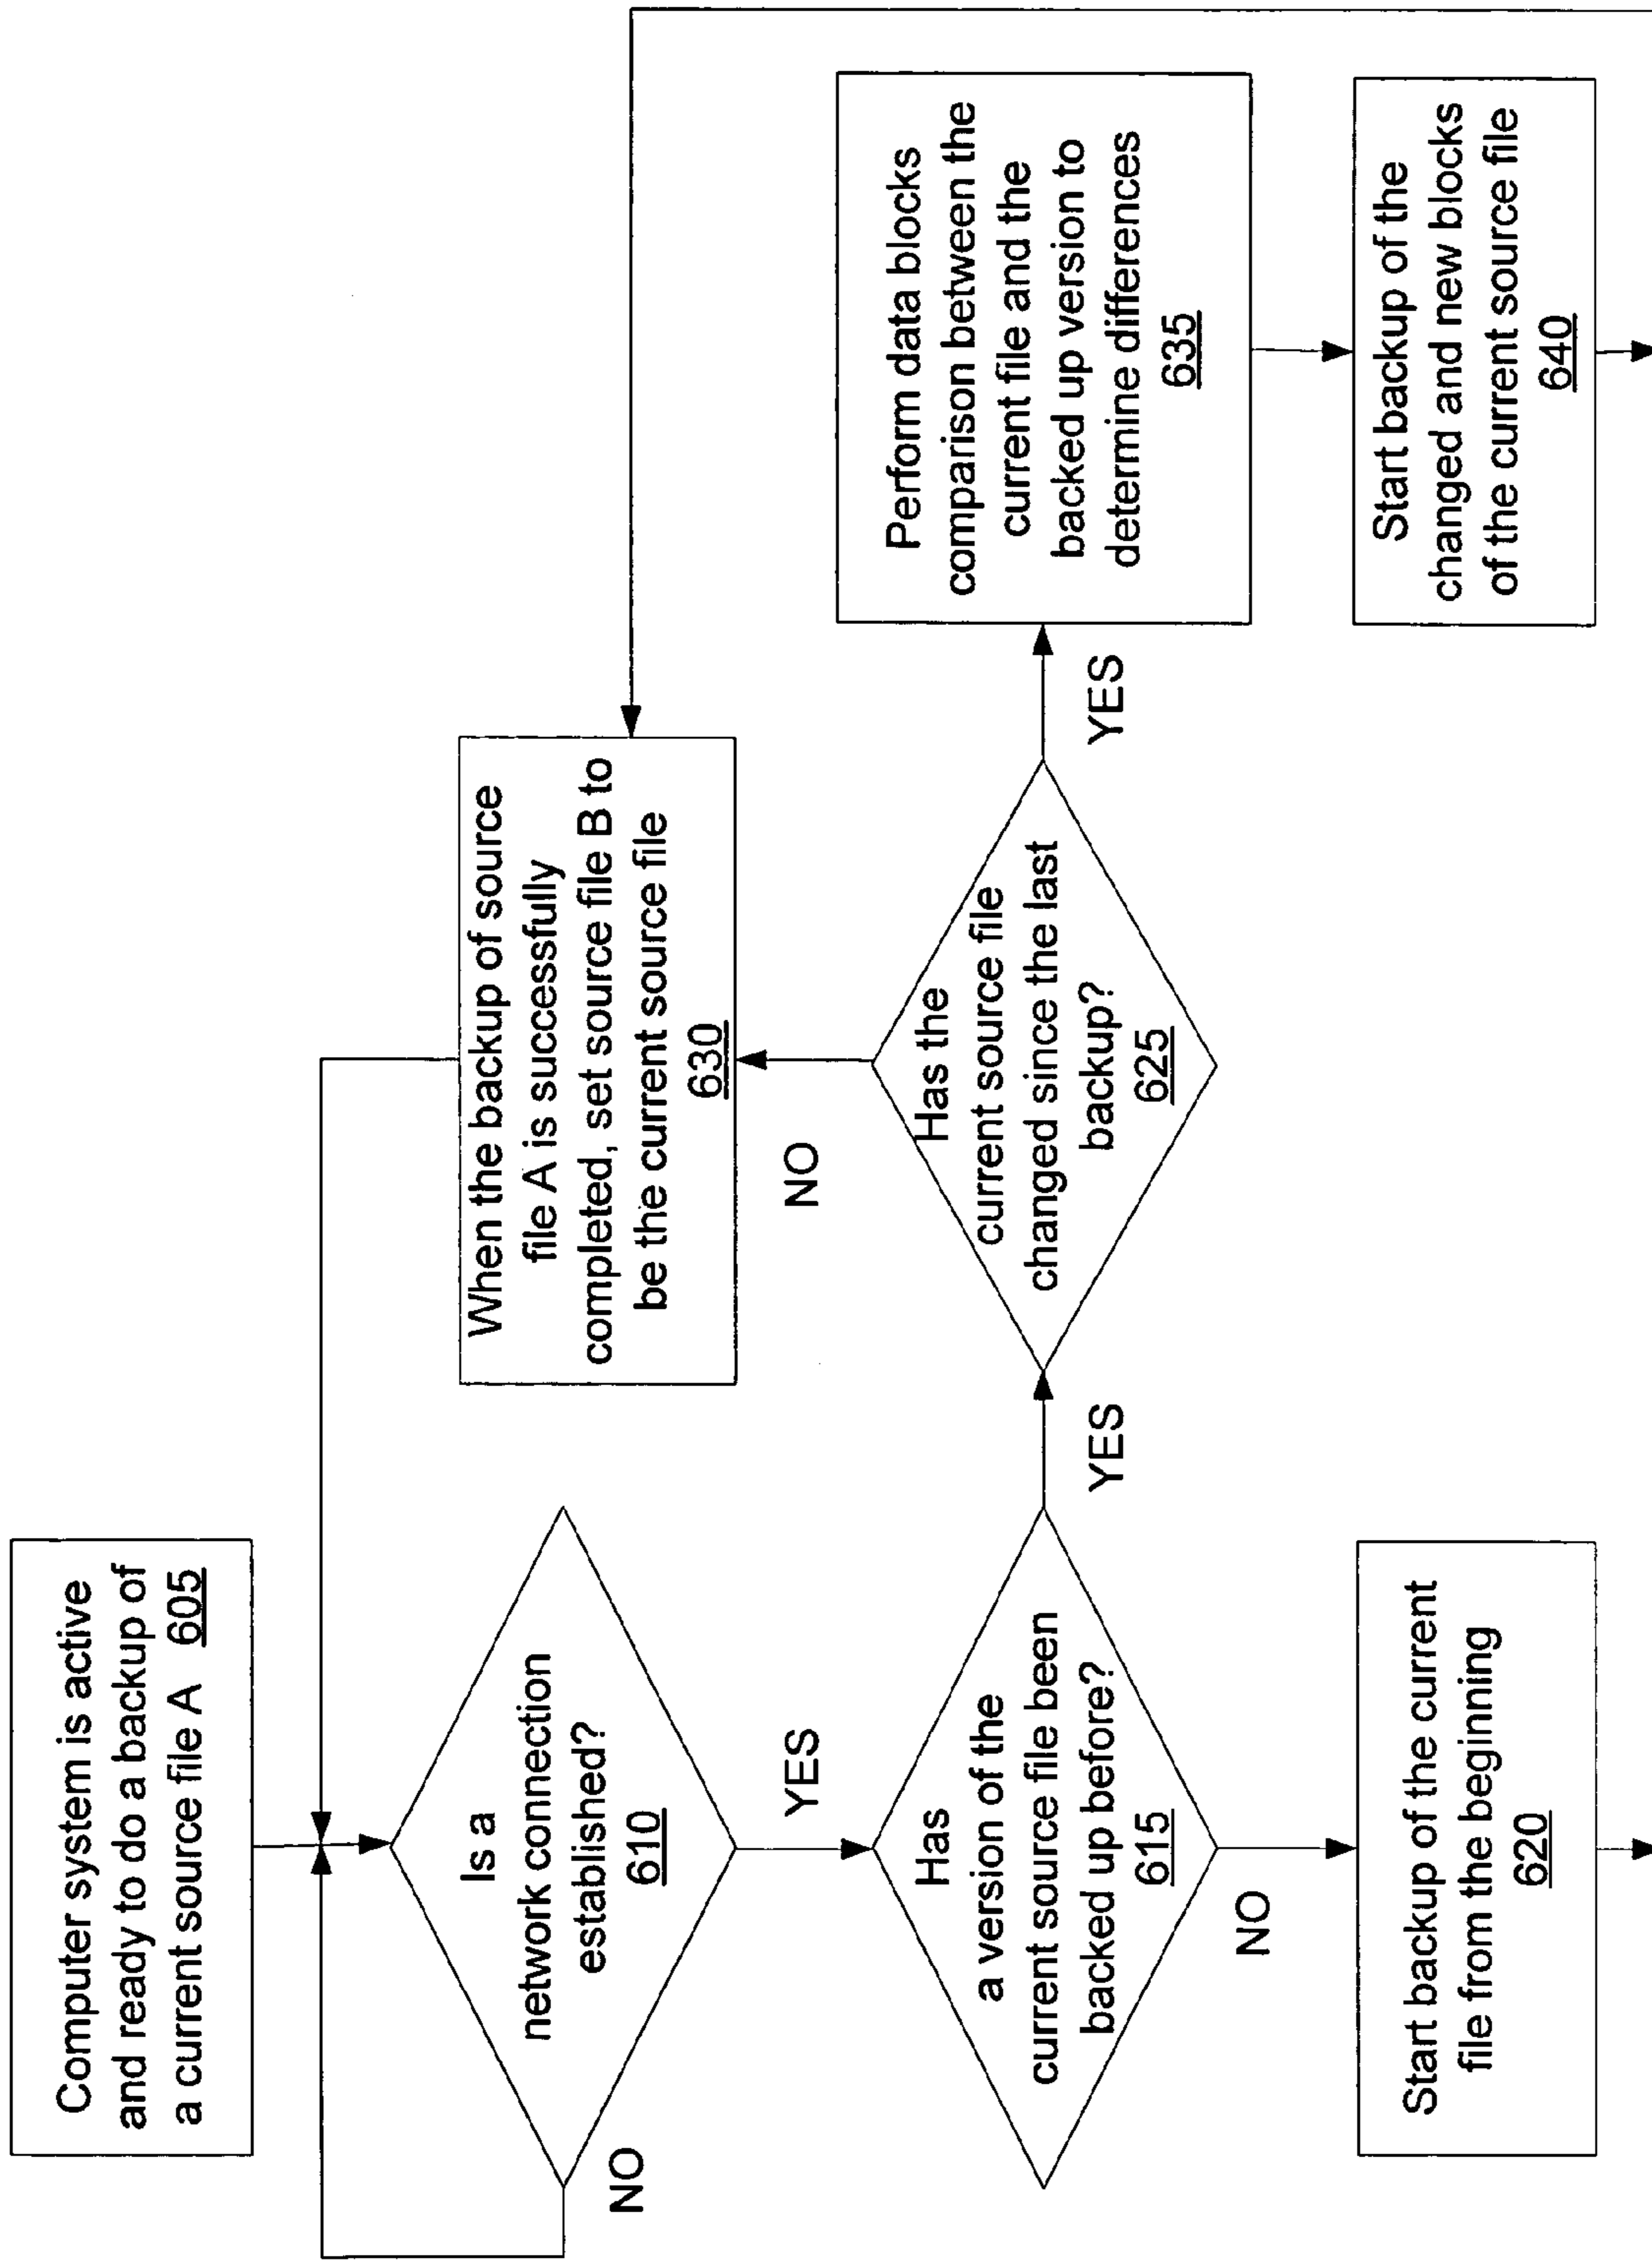 Computer system is active
and ready to do a backup of
a current source file A 605
Is a
network connection
established?
610
NO
YES
Has
a version of the
current source file been
backed up before?
615
NO
YES
Start backup of the current
file from the beginning
620
When the backup of source
file A is successfully
completed, set source file B to
be the current source file
630
NO
Has the
current source file
changed since the last
backup?
625
YES
Perform data blocks
comparison between the
current file and the
backed up version to
determine differences
635
Start backup of the
changed and new blocks
of the current source file
640